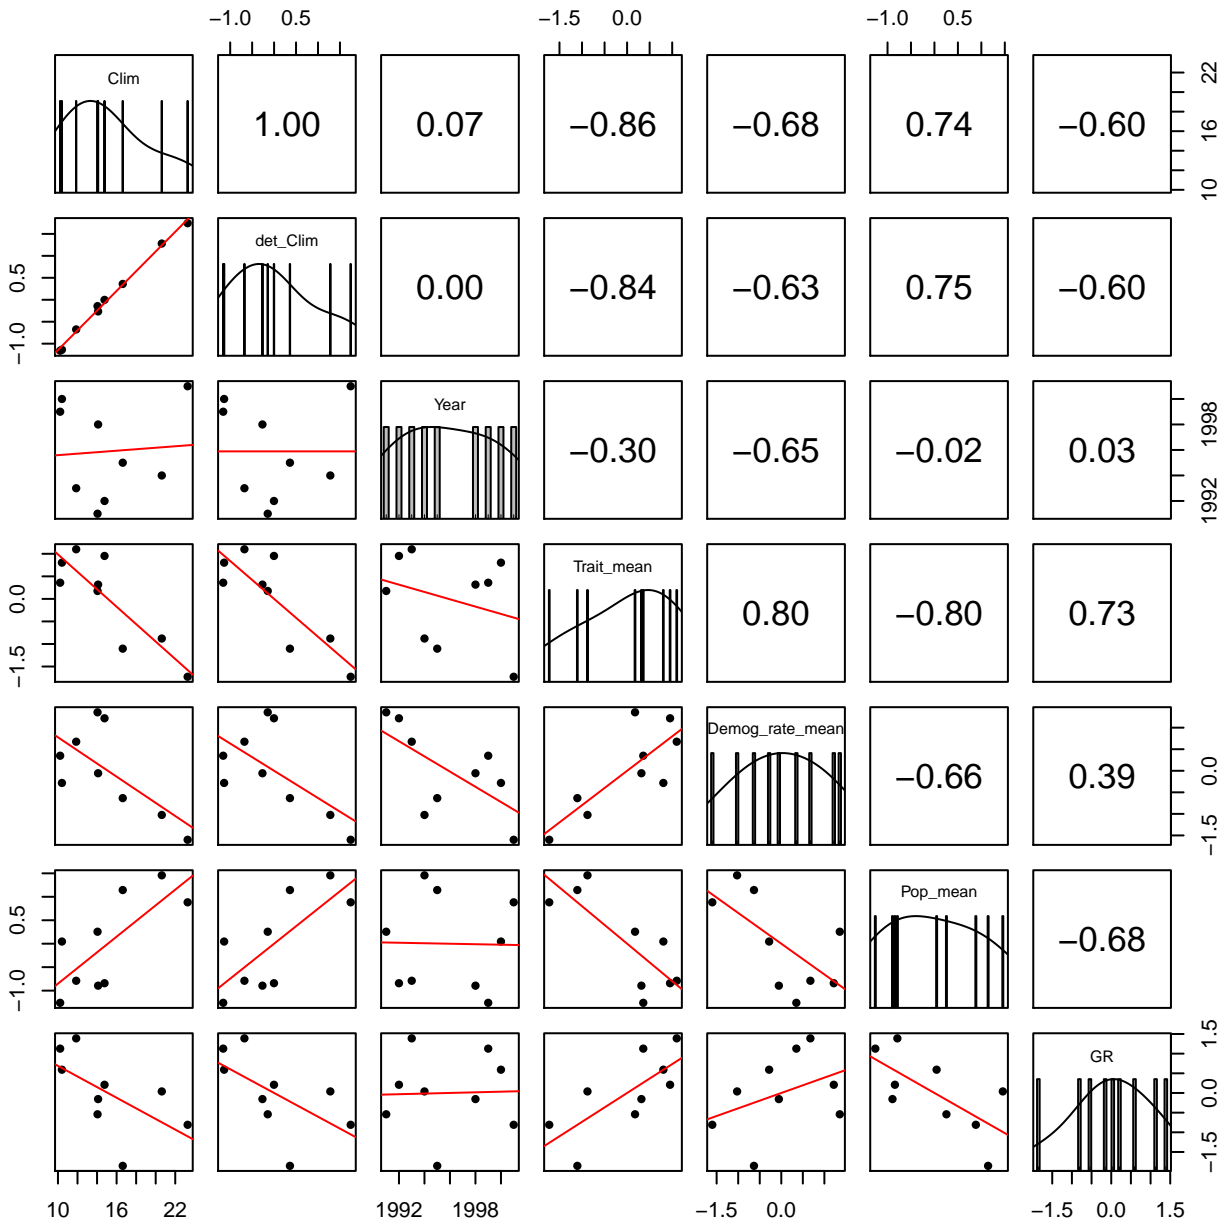 −1.0 0.5 −1.5 0.0 −1.0 0.5
Clim 1.00 0.07 −0.86 −0.68 0.74 −0.60 10 16 22
−1.0 0.5 det_Clim 0.00 −0.84 −0.63 0.75 −0.60
Year −0.30 −0.65 −0.02 0.03 1992 1998
−1.5 0.0 Trait_mean 0.80 −0.80 0.73
Demog_rate_mean −0.66 0.39 −1.5 0.0
−1.0 0.5 Pop_mean −0.68
GR −1.5 0.0 1.5
10 16 22 1992 1998 −1.5 0.0 −1.5 0.0 1.5